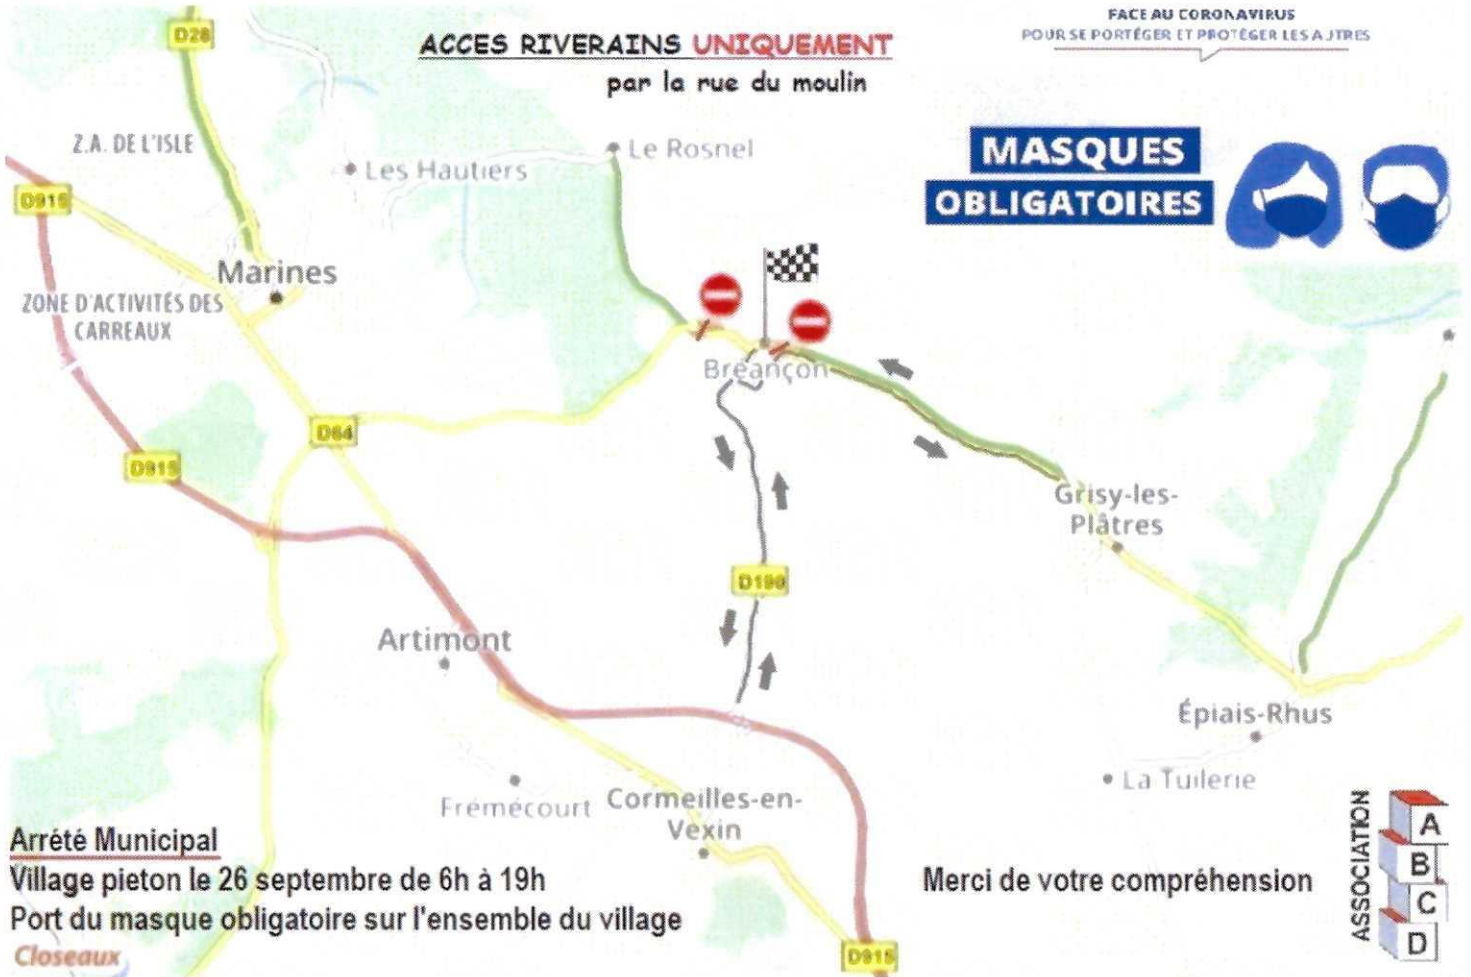 FACE AU CORONAVIRUS
POUR SE PORTÉGER ET PROTÉGER LES AUTRES
ACCES RIVERAINS UNIQUEMENT
par la rue du moulin
D28
Z.A. DE L'ISLE
Les Hautiers
Le Rosnel
MASQUES
OBLIGATOIRES
D915
Marines
ZONE D'ACTIVITÉS DES
CARREAUX
Bréançon
D64
D915
Grisy-les-
Plâtres
D190
Artimont
Épiais-Rhus
La Tuilerie
Frémécourt
Cormeilles-en-
Vexin
Arrété Municipal
Village pieton le 26 septembre de 6h à 19h
Port du masque obligatoire sur l'ensemble du village
Closeaux
Merci de votre compréhension
D915
ASSOCIATION
A
B
C
D